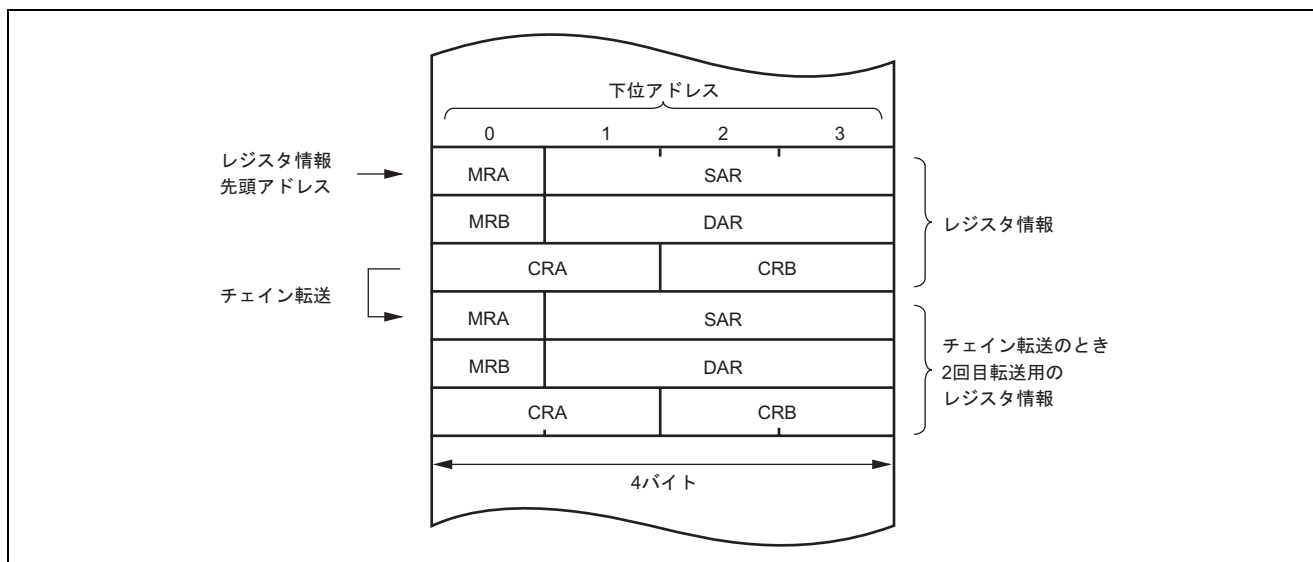 下位アドレス
0 1 2 3
レジスタ情報
先頭アドレス
MRA SAR
MRB DAR
レジスタ情報
CRA CRB
チェイン転送
MRA SAR
MRB DAR
チェイン転送のとき
2回目転送用の
レジスタ情報
CRA CRB
4バイト